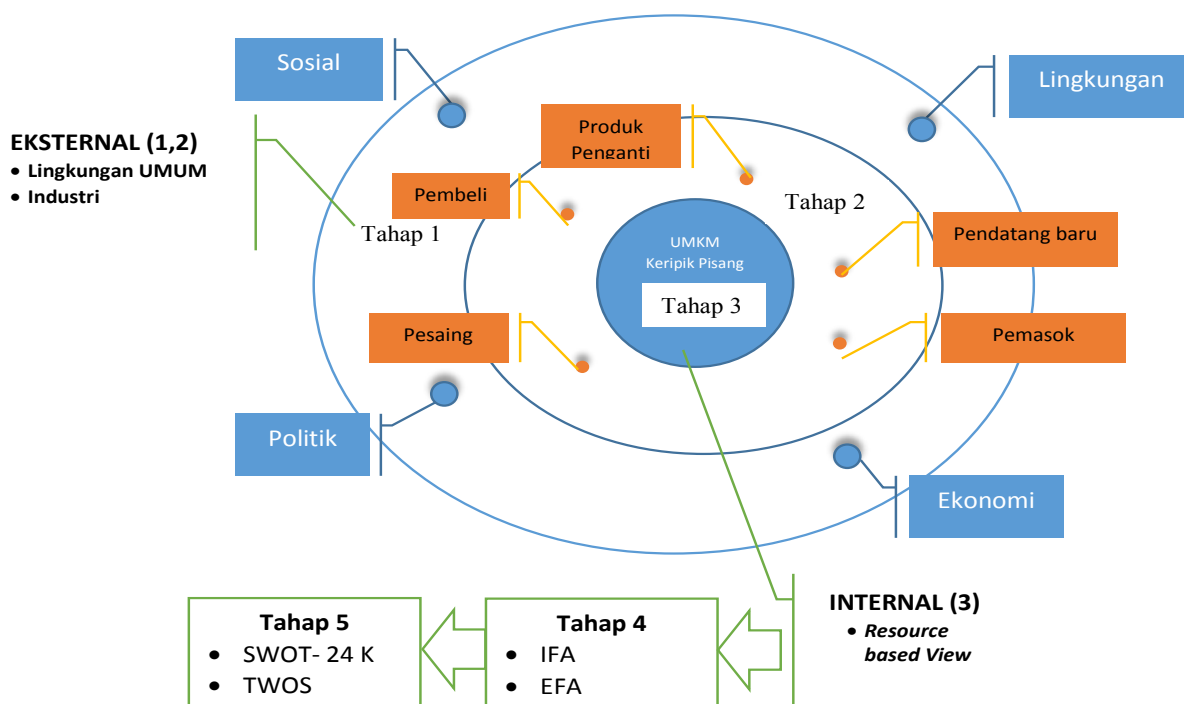 Sosial
Lingkungan
EKSTERNAL (1,2)
• Lingkungan UMUM
• Industri
Produk
Penganti
Pembeli
Tahap 1
Tahap 2
Pendatang baru
UMKM
Keripik Pisang
Tahap 3
Pesaing
Pemasok
Politik
Ekonomi
INTERNAL (3)
• Resource
based View
Tahap 4
• IFA
• EFA
Tahap 5
• SWOT- 24 K
• TWOS